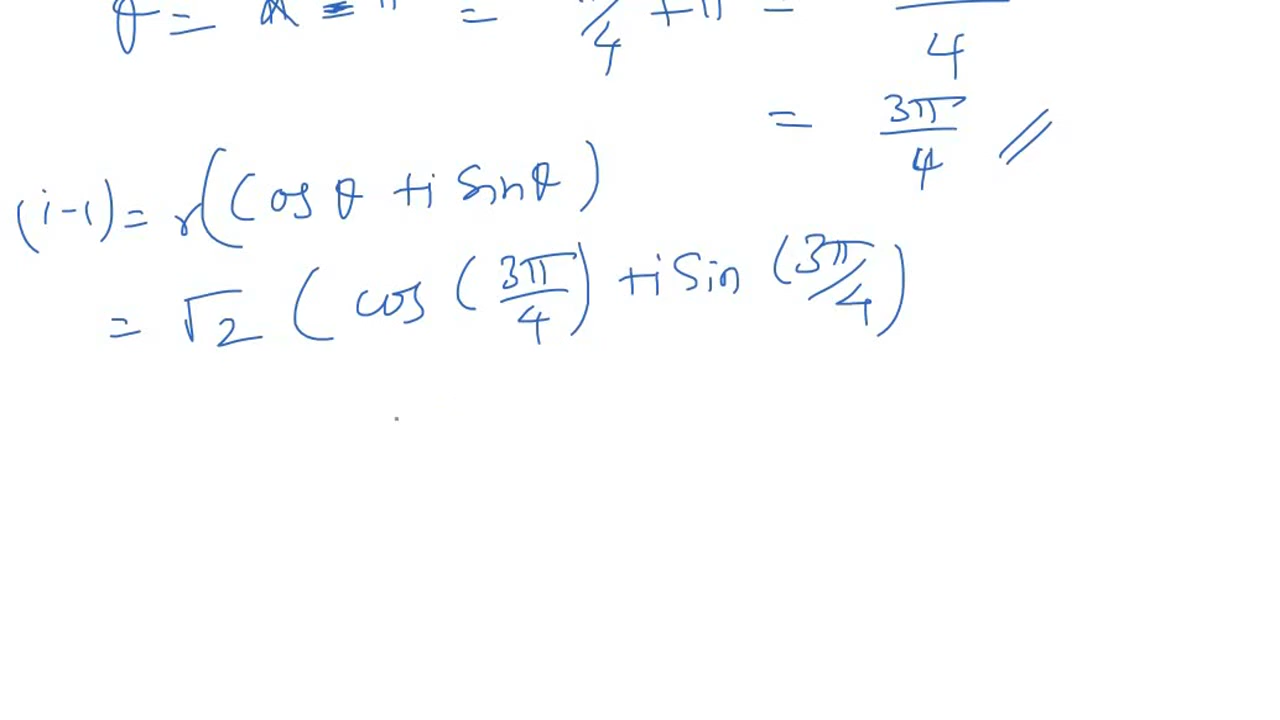 θ = α = π = π/4 + π = 4
= 3π/4 //
(i-1) = r((cos θ + i sin θ)
= √2 ( cos (3π/4) + i sin (3π/4)